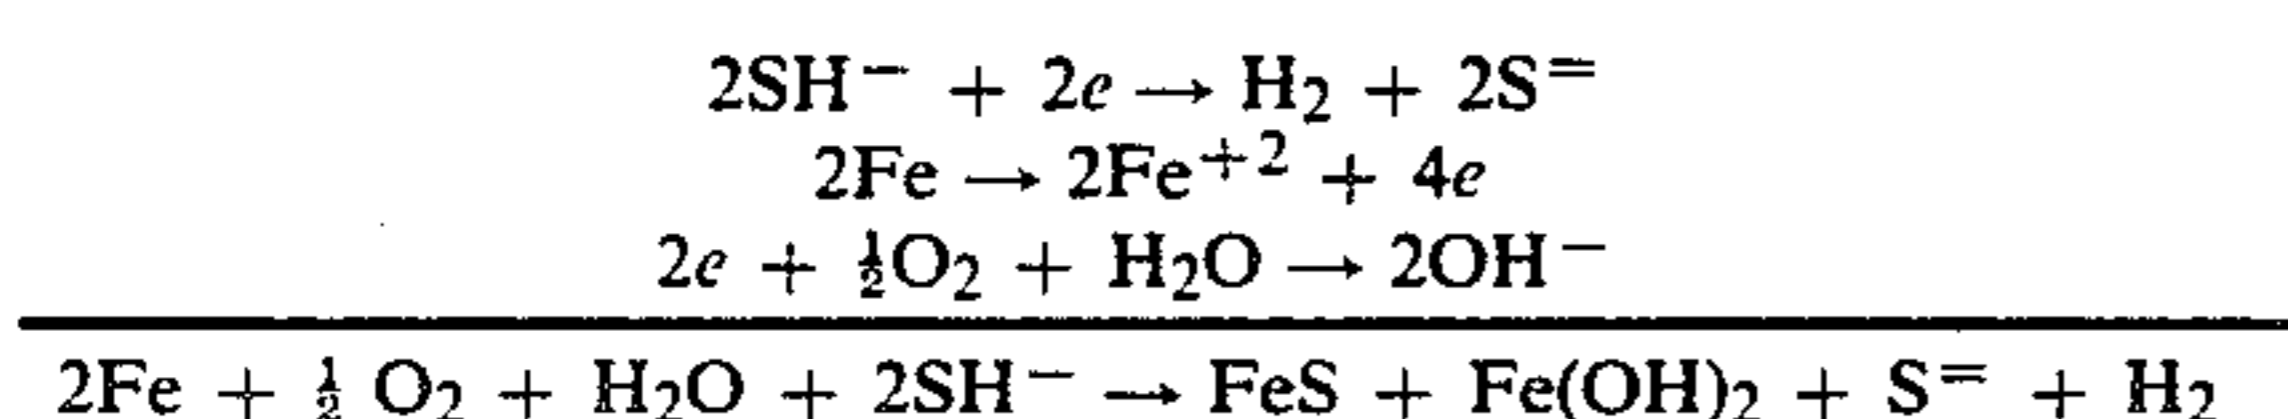 2SH⁻ + 2e → H₂ + 2S⁼
2Fe → 2Fe⁺² + 4e
2e + ½O₂ + H₂O → 2OH⁻
2Fe + ½ O₂ + H₂O + 2SH⁻ → FeS + Fe(OH)₂ + S⁼ + H₂